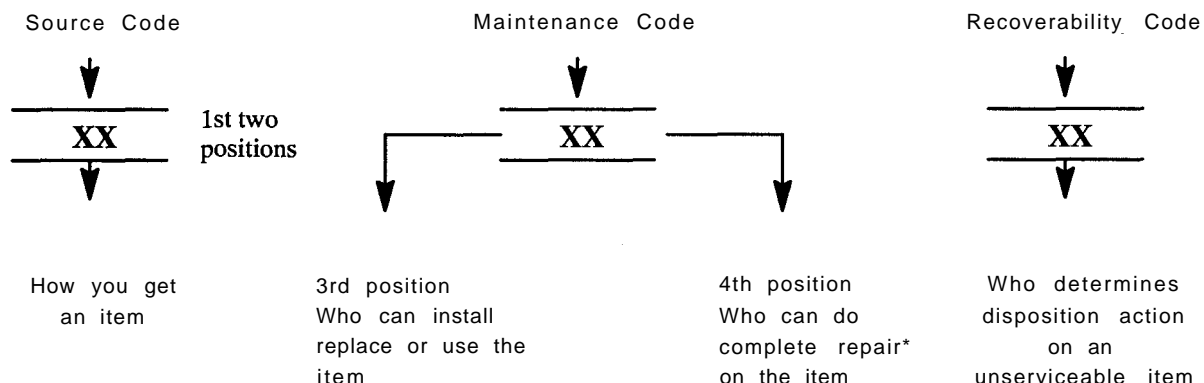 Source Code
Maintenance Code
Recoverability Code
XX
1st two
positions
XX
XX
How you get
an item
3rd position
Who can install
replace or use the
item
4th position
Who can do
complete repair*
on the item
Who determines
disposition action
on an
unserviceable item